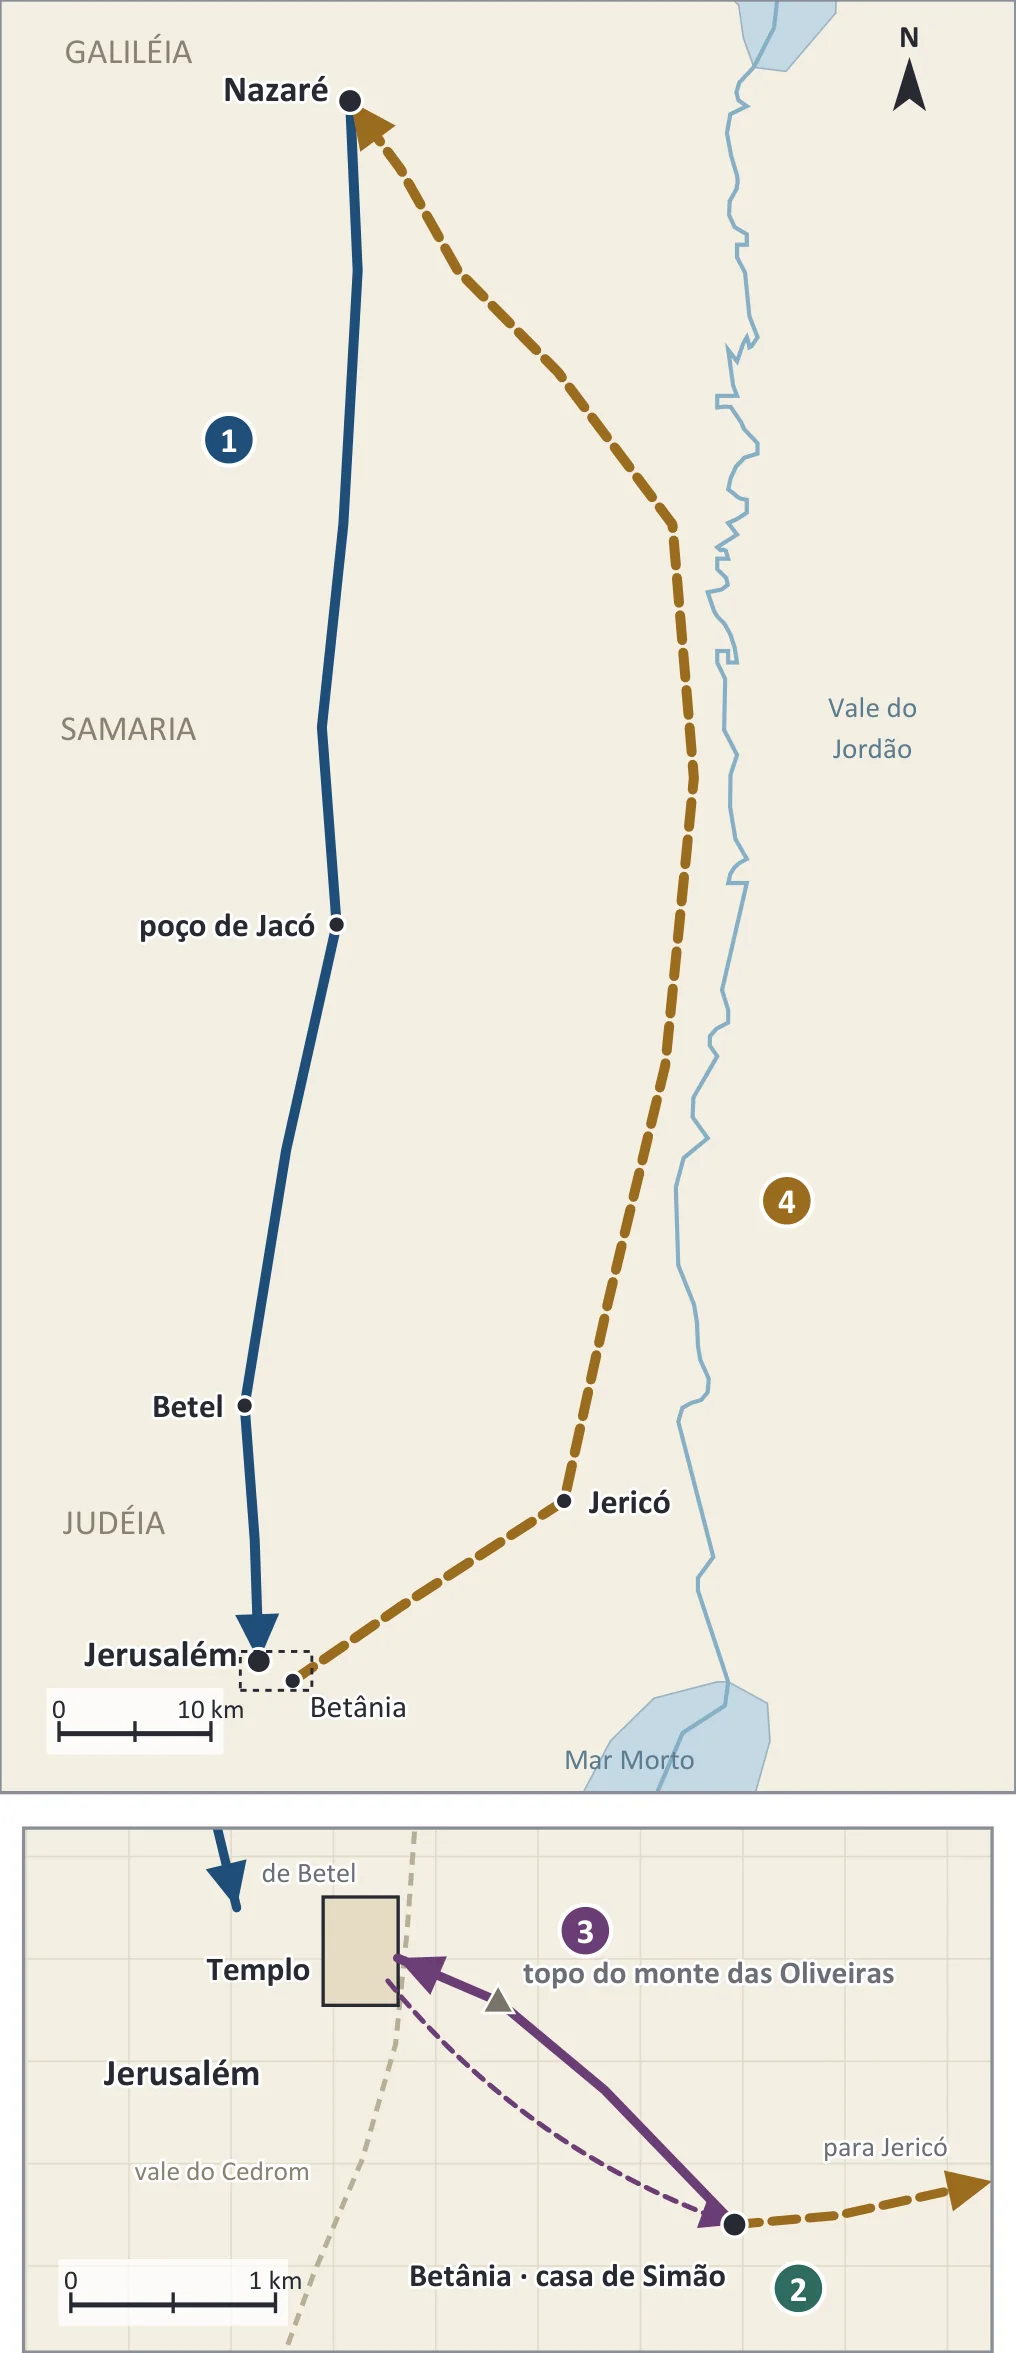 GALILÉIA
N
Nazaré
1
SAMARIA
Vale do
Jordão
poço de Jacó
4
Betel
Jericó
JUDÉIA
Jerusalém
Betânia
0 10 km
Mar Morto
de Betel
3
Templo
topo do monte das Oliveiras
Jerusalém
para Jericó
vale do Cedrom
Betânia · casa de Simão
2
0 1 km